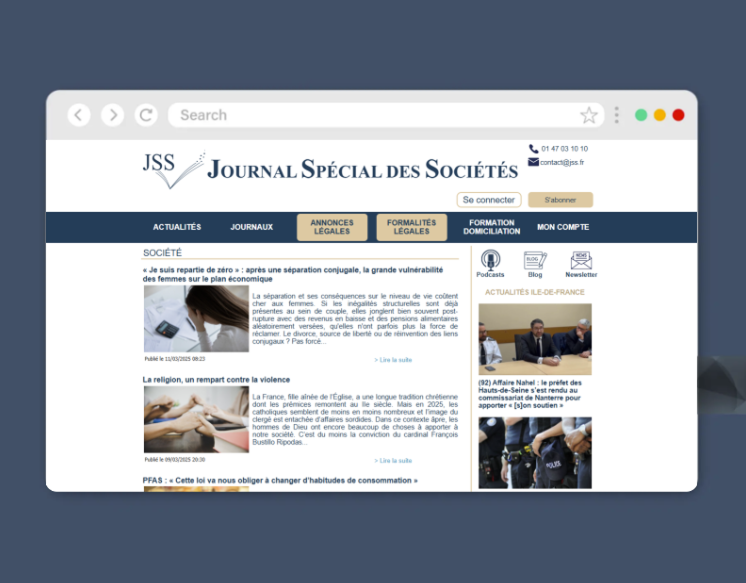 Search
JSS
JOURNAL SPÉCIAL DES SOCIÉTÉS
01 47 03 10 10
contact@jss.fr
Se connecter
S'abonner
ACTUALITÉS
JOURNAUX
ANNONCES
LÉGALES
FORMALITÉS
LÉGALES
FORMATION
DOMICILIATION
MON COMPTE
SOCIÉTÉ
« Je suis repartie de zéro » : après une séparation conjugale, la grande vulnérabilité
des femmes sur le plan économique
La séparation et ses conséquences sur le niveau de vie coûtent
cher aux femmes. Si les inégalités structurelles sont déjà
présentes au sein de couple, elles jonglent bien souvent post-
rupture avec des revenus en baisse et des pensions alimentaires
aléatoirement versées, qu'elles n'ont parfois plus la force de
réclamer. Le divorce, source de liberté ou de réinvention des liens
conjugaux ? Pas forcé...
Publié le 11/03/2025 08:23
> Lire la suite
La religion, un rempart contre la violence
La France, fille aînée de l'Église, a une longue tradition chrétienne
dont les prémices remontent au IIe siècle. Mais en 2025, les
catholiques semblent de moins en moins nombreux et l'image du
clergé est entachée d'affaires sordides. Dans ce contexte âpre, les
hommes de Dieu ont encore beaucoup de choses à apporter à
notre société. C'est du moins la conviction du cardinal François
Bustillo Ripodas...
Publié le 09/03/2025 20:30
> Lire la suite
PFAS : « Cette loi va nous obliger à changer d'habitudes de consommation »
BLOG
NEWS
Podcasts
Blog
Newsletter
ACTUALITÉS ILE-DE-FRANCE
(92) Affaire Nahel : le préfet des
Hauts-de-Seine s'est rendu au
commissariat de Nanterre pour
apporter « [s]on soutien »
POLICE